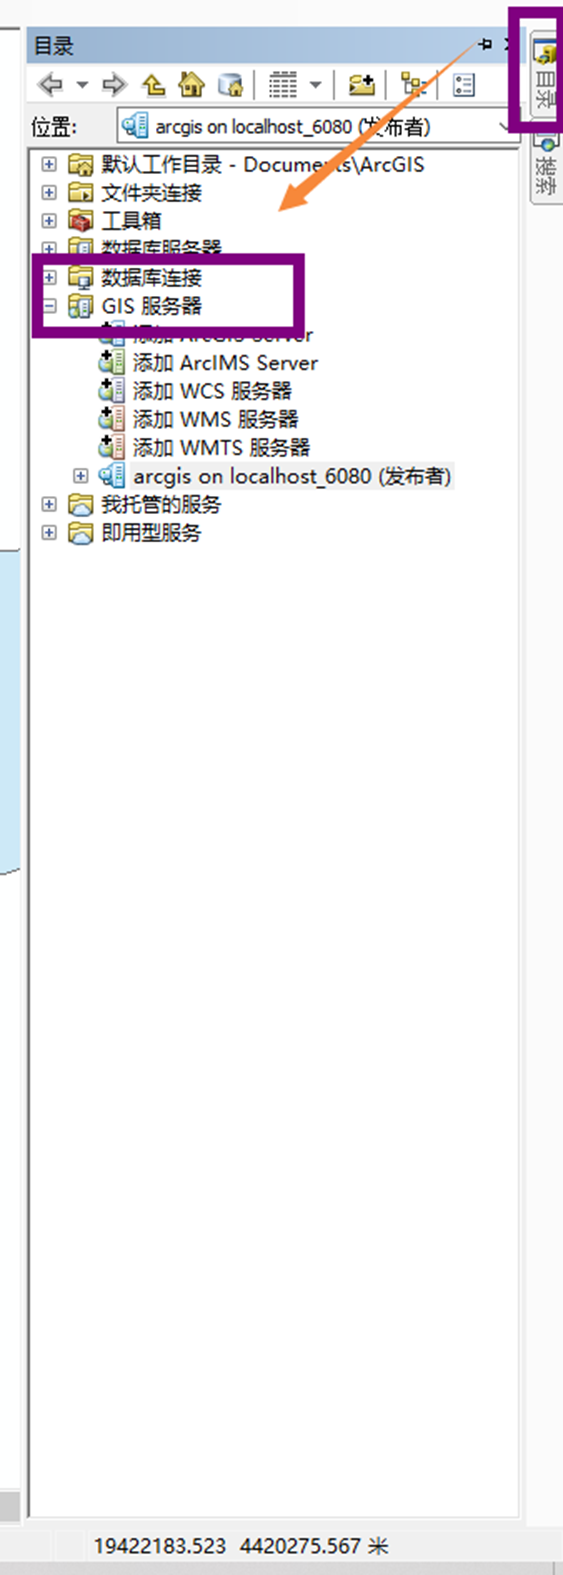 目录
位置:
arcgis on localhost_6080 (发布者)
默认工作目录 - Documents\ArcGIS
文件夹连接
工具箱
数据库服务器
数据库连接
GIS 服务器
添加 ArcGIS Server
添加 ArcIMS Server
添加 WCS 服务器
添加 WMS 服务器
添加 WMTS 服务器
arcgis on localhost_6080 (发布者)
我托管的服务
即用型服务
目录
搜索
19422183.523 4420275.567 米